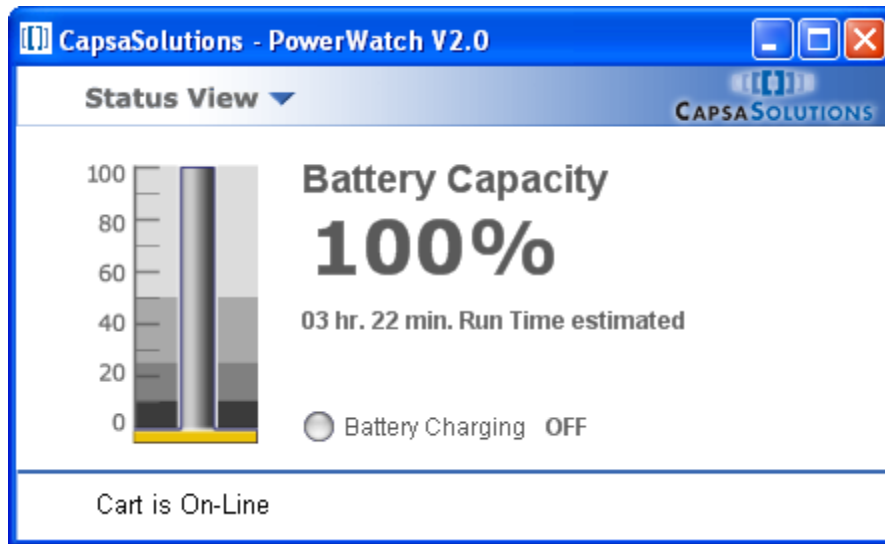 CapsaSolutions - PowerWatch V2.0
Status View
CAPSASOLUTIONS
100
80
60
40
20
0
Battery Capacity
100%
03 hr. 22 min. Run Time estimated
Battery Charging OFF
Cart is On-Line